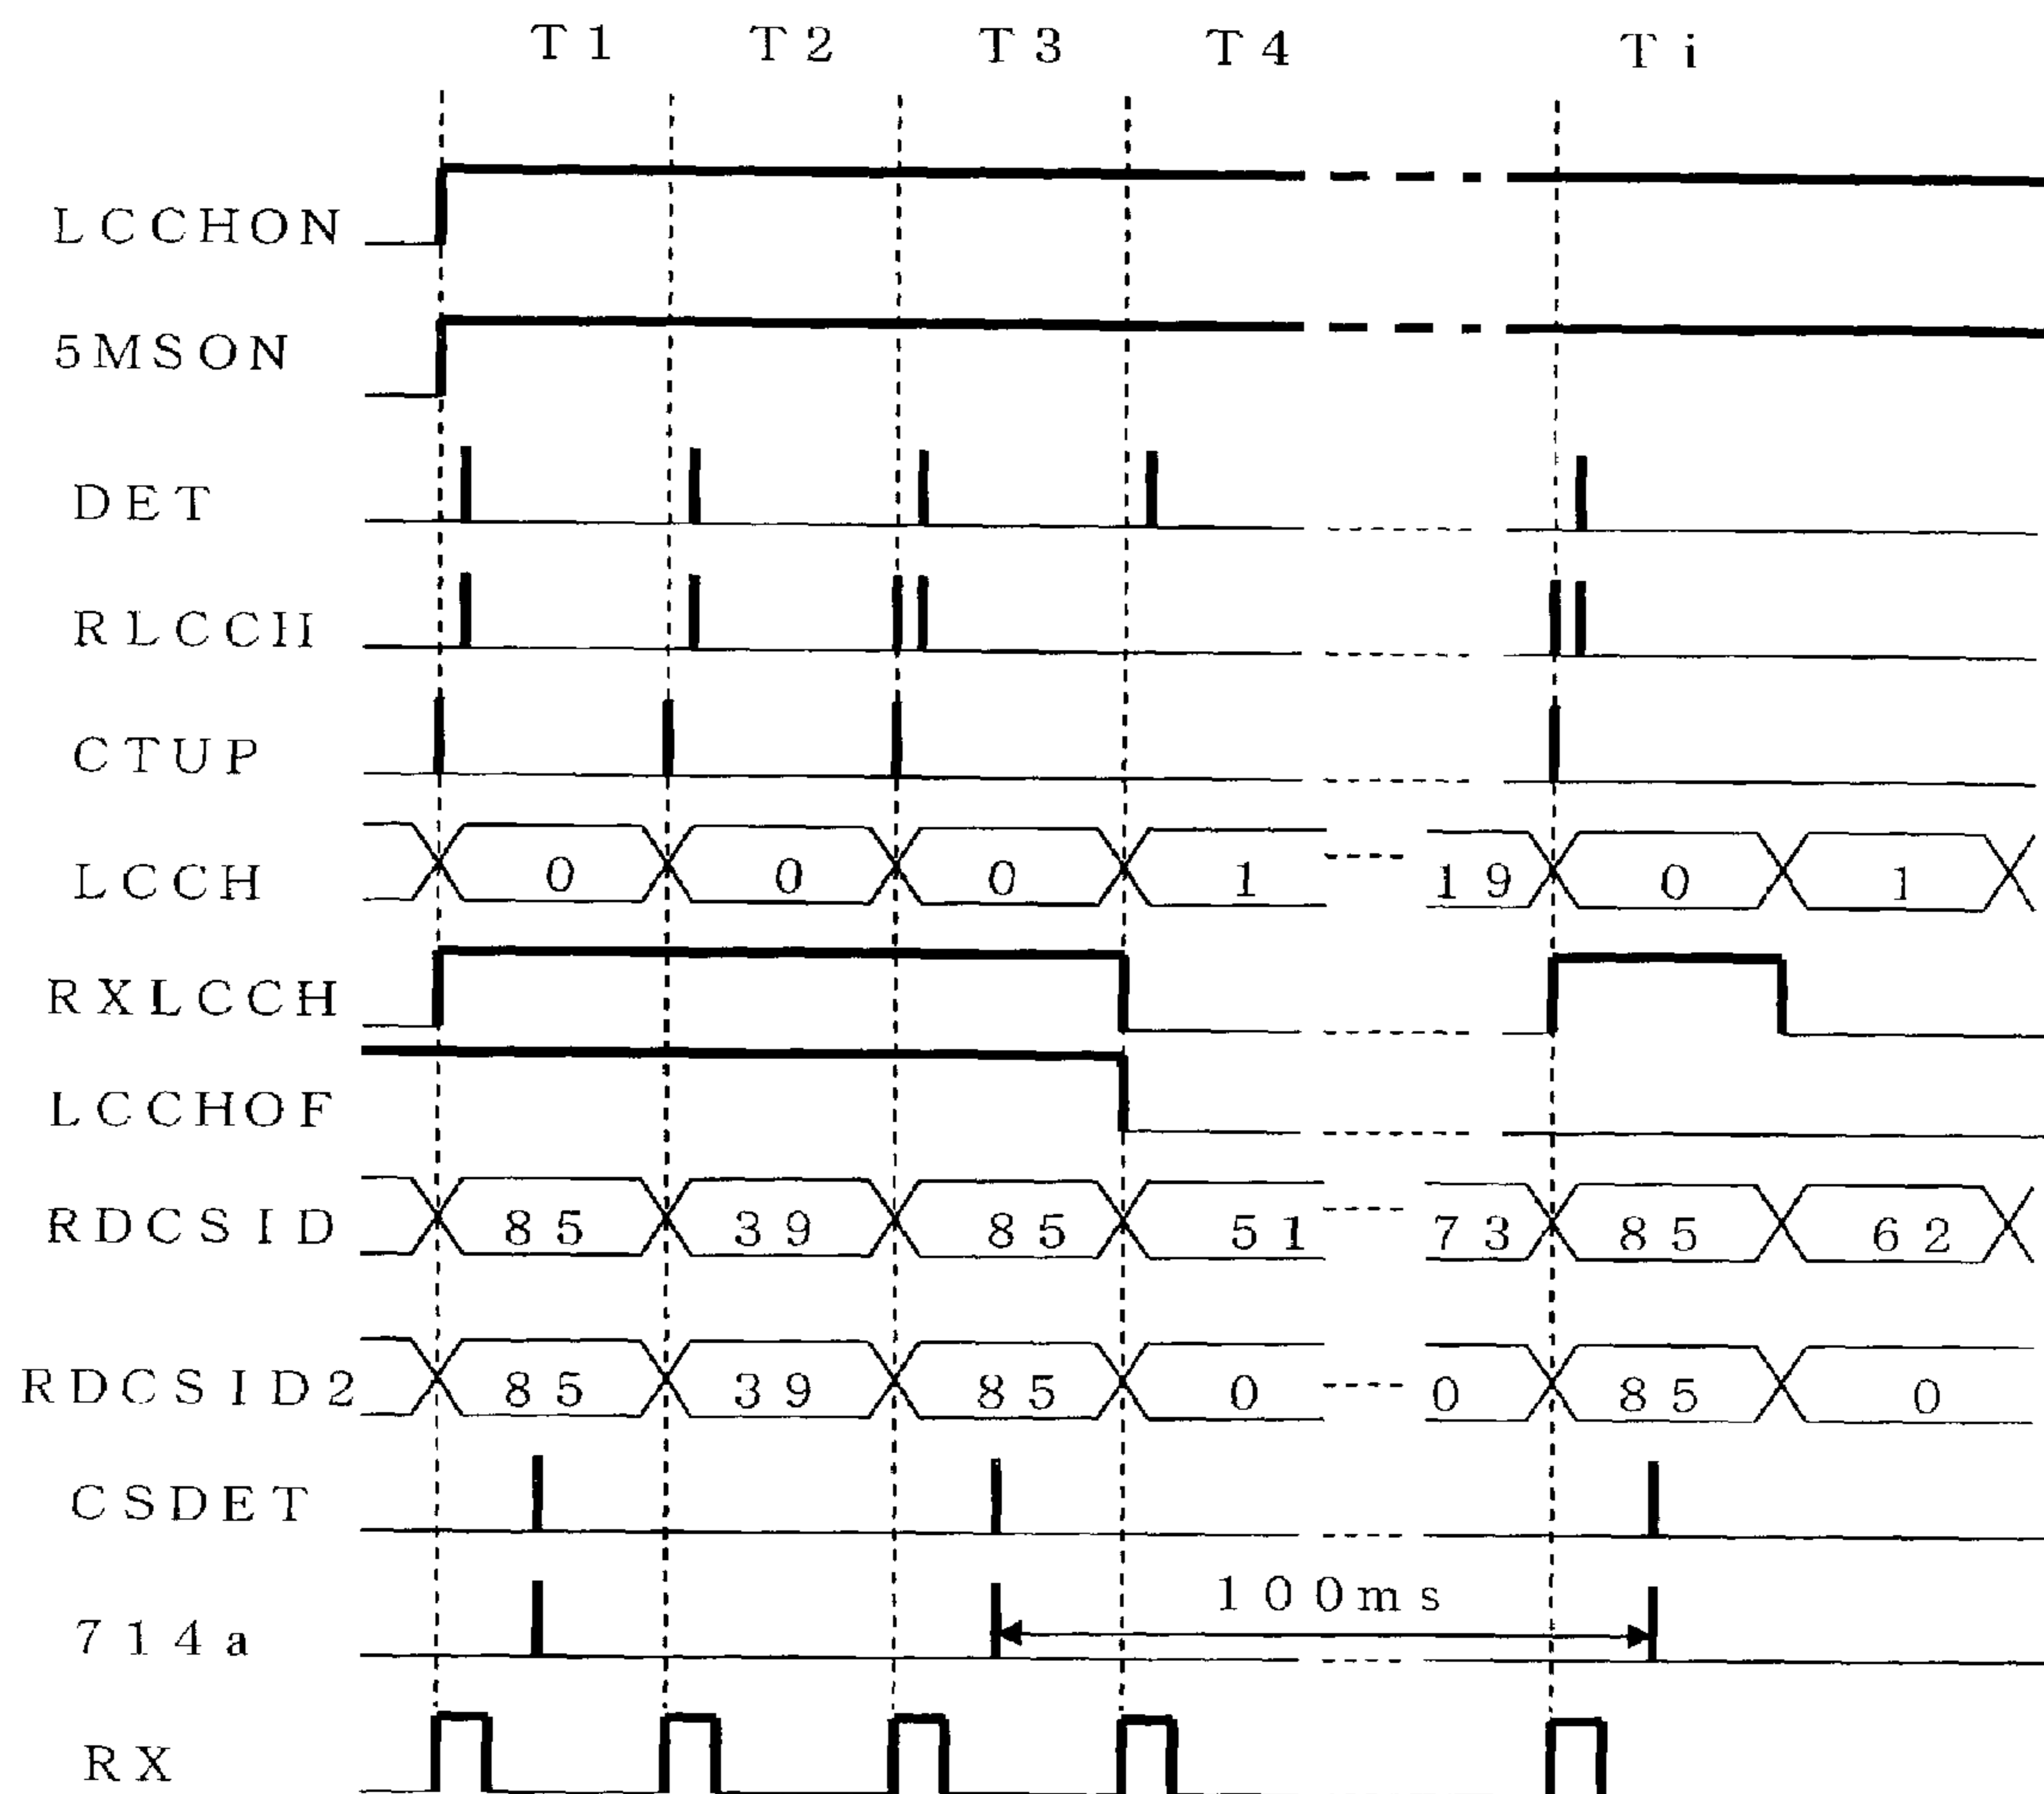 T1 T2 T3 T4 Ti
LCCHON
5MSON
DET
RLCCH
CTUP
LCCH 0 0 0 1 19 0 1
RXLCCH
LCCHOF
RDCSID 85 39 85 51 73 85 62
RDCSID2 85 39 85 0 0 85 0
CSDET
714a 100ms
RX